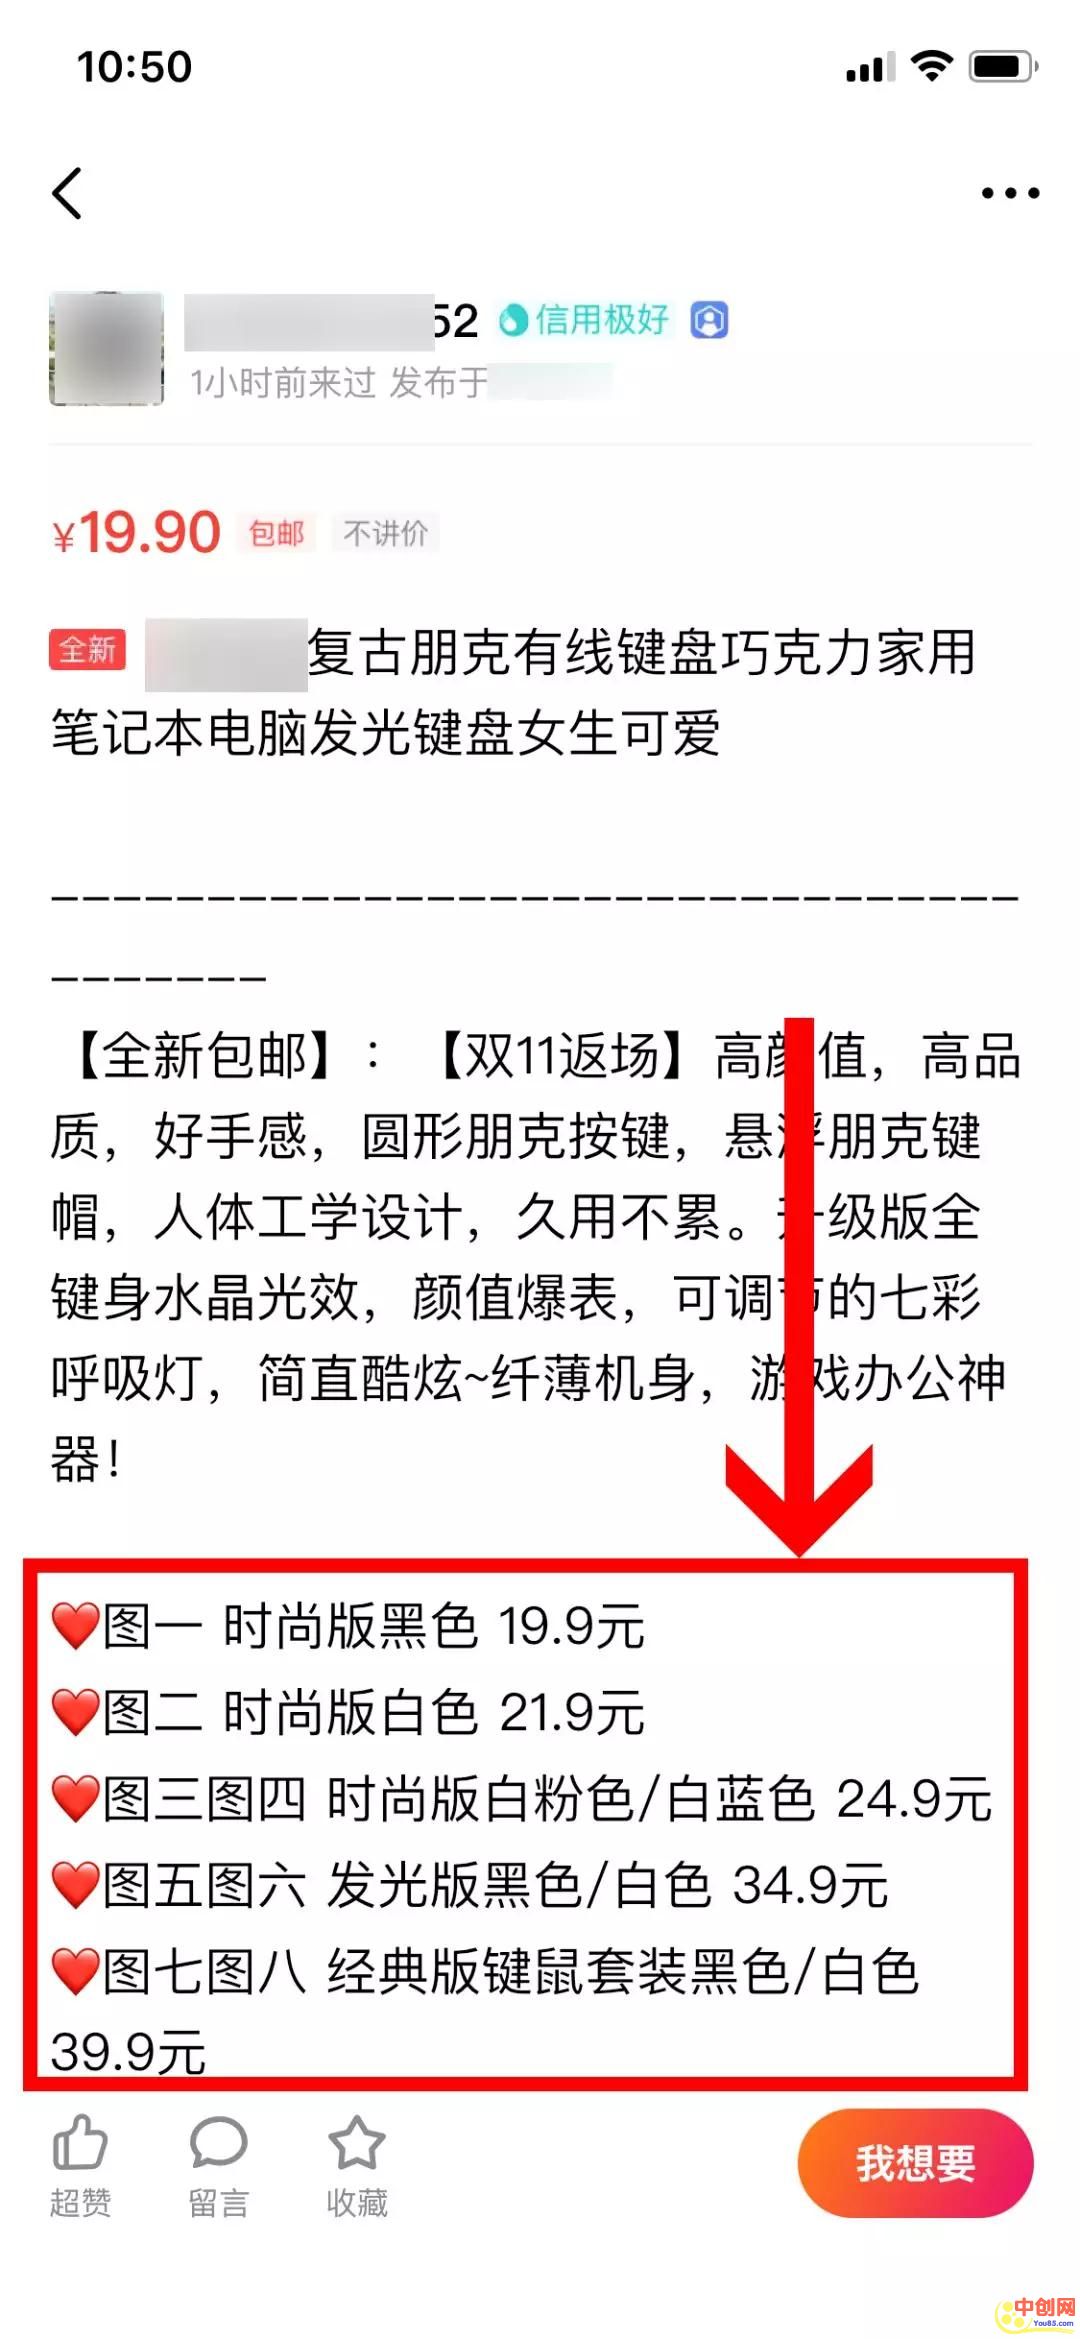 10:50
52 信用极好
1小时前来过 发布于
¥19.90 包邮 不讲价
全新 复古朋克有线键盘巧克力家用
笔记本电脑发光键盘女生可爱
_______________________________
_______
【全新包邮】：【双11返场】高颜值，高品
质，好手感，圆形朋克按键，悬浮朋克键
帽，人体工学设计，久用不累。升级版全
键身水晶光效，颜值爆表，可调节的七彩
呼吸灯，简直酷炫~纤薄机身，游戏办公神
器！
❤️图一 时尚版黑色 19.9元
❤️图二 时尚版白色 21.9元
❤️图三图四 时尚版白粉色/白蓝色 24.9元
❤️图五图六 发光版黑色/白色 34.9元
❤️图七图八 经典版键鼠套装黑色/白色
39.9元
超赞 留言 收藏 我想要
中创网
You85.com